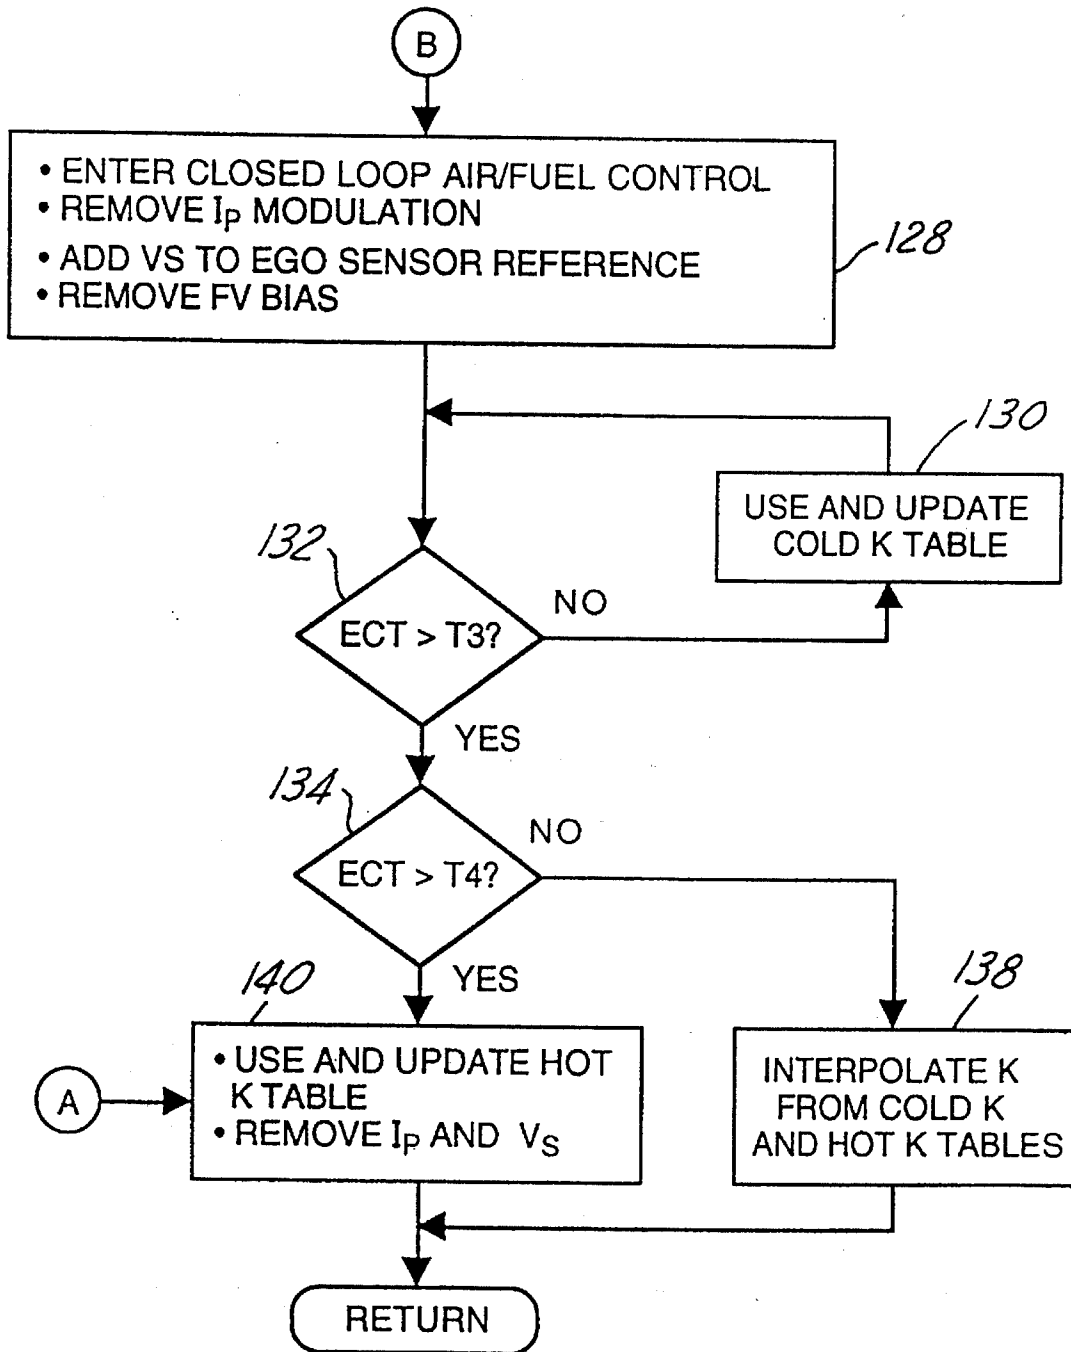 B
• ENTER CLOSED LOOP AIR/FUEL CONTROL
• REMOVE IP MODULATION
• ADD VS TO EGO SENSOR REFERENCE
• REMOVE FV BIAS
128
130
USE AND UPDATE
COLD K TABLE
132
ECT > T3?
NO
YES
134
ECT > T4?
NO
YES
140
• USE AND UPDATE HOT
K TABLE
• REMOVE IP AND VS
A
138
INTERPOLATE K
FROM COLD K
AND HOT K TABLES
RETURN